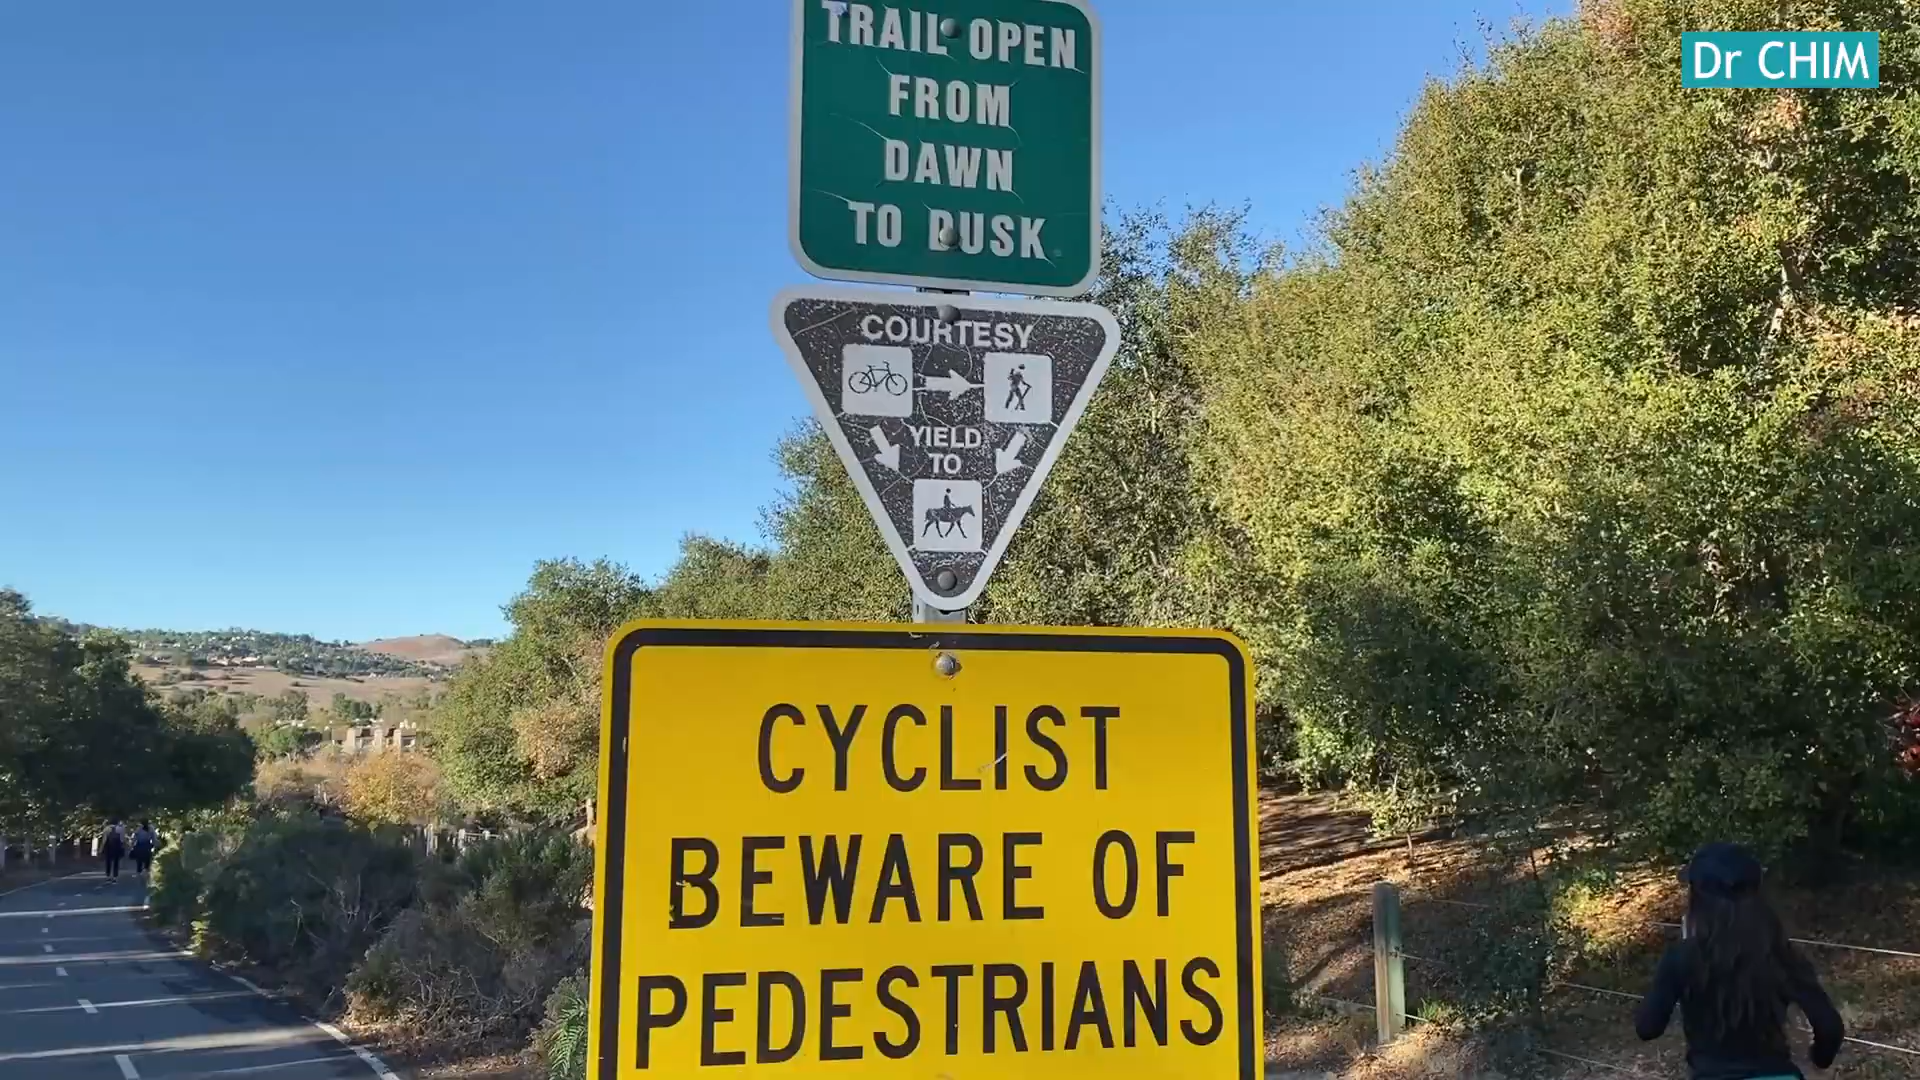 Dr CHIM
TRAIL OPEN
FROM
DAWN
TO DUSK
COURTESY
YIELD
TO
CYCLIST
BEWARE OF
PEDESTRIANS